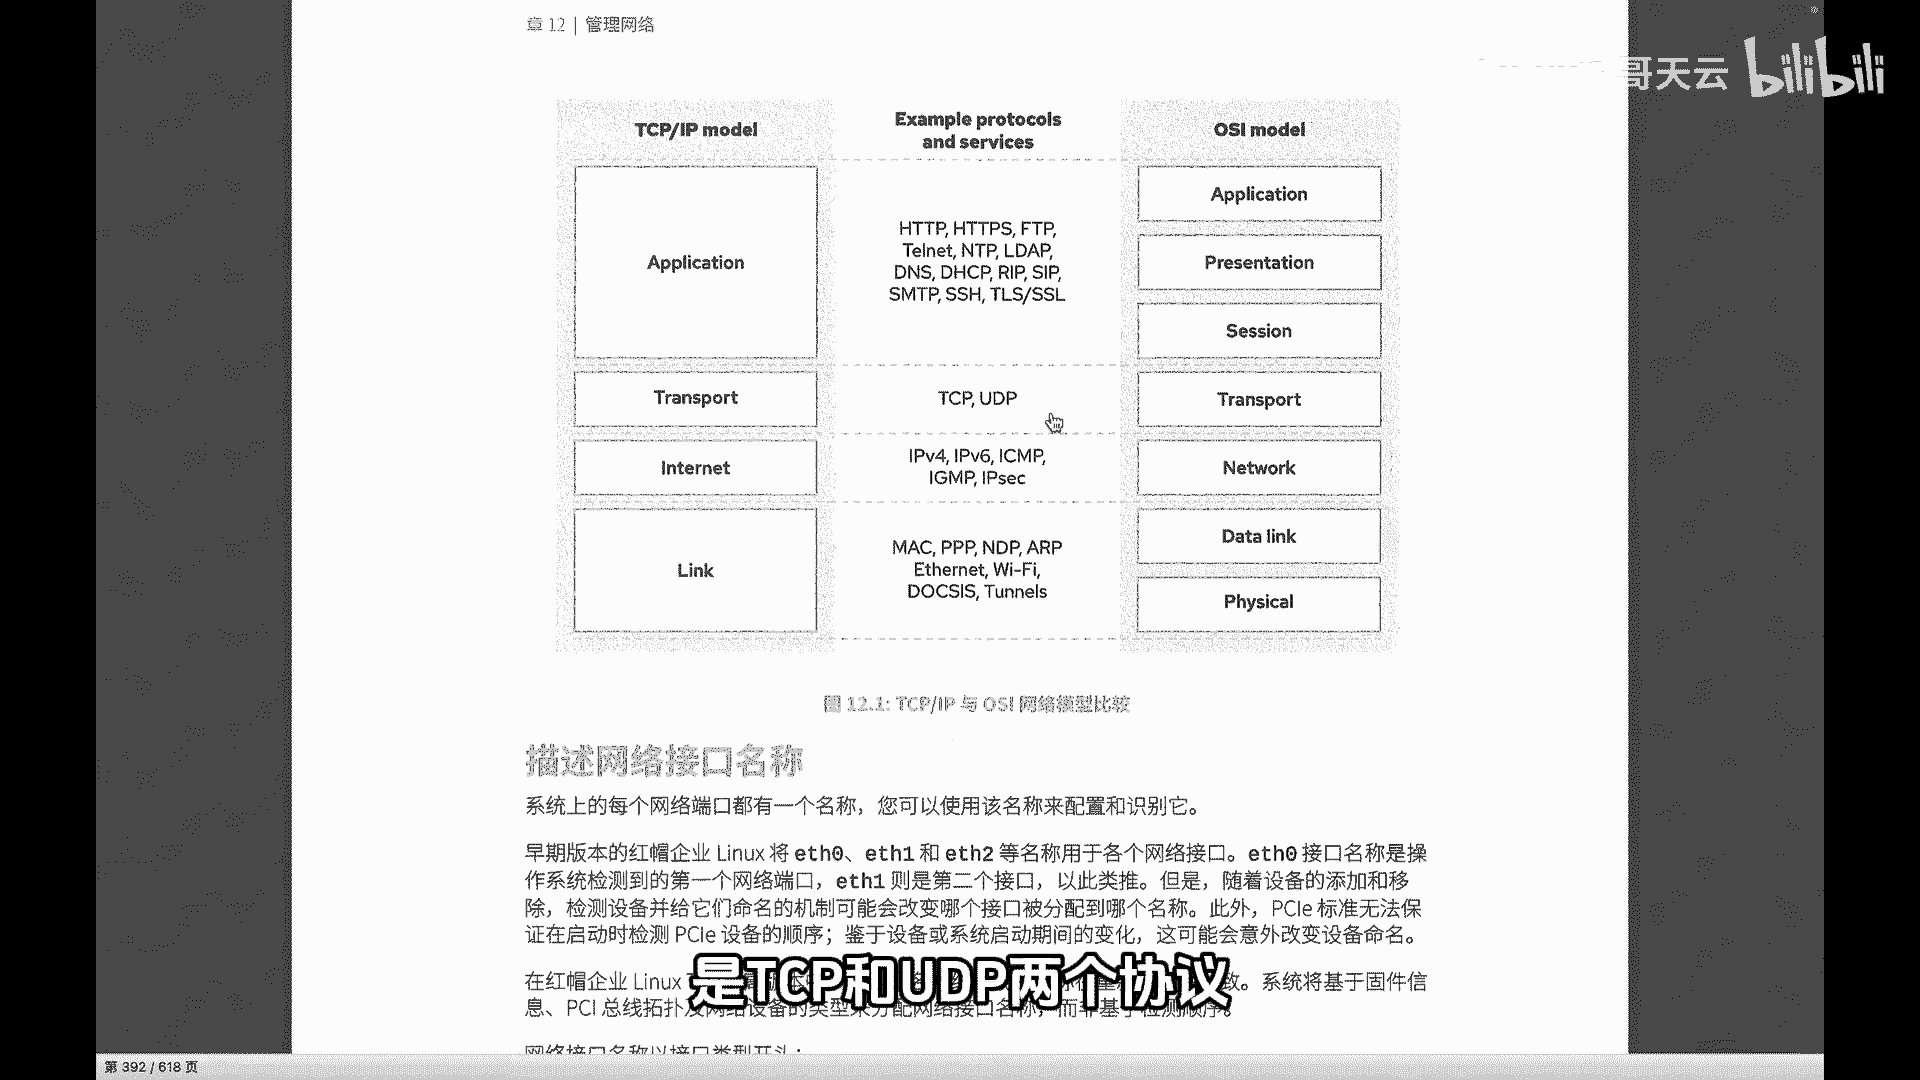 章 12 | 管理网络
哥天云 bilibili
TCP/IP model
Example protocols
and services
OSI model
Application
HTTP, HTTPS, FTP,
Telnet, NTP, LDAP,
DNS, DHCP, RIP, SIP,
SMTP, SSH, TLS/SSL
Application
Presentation
Session
Transport
TCP, UDP
Transport
Internet
IPv4, IPv6, ICMP,
IGMP, IPsec
Network
Link
MAC, PPP, NDP, ARP
Ethernet, Wi-Fi,
DOCSIS, Tunnels
Data link
Physical
图 12.1: TCP/IP 与 OSI 网络模型比较
描述网络接口名称
系统上的每个网络端口都有一个名称，您可以使用该名称来配置和识别它。
早期版本的红帽企业 Linux 将 eth0、eth1 和 eth2 等名称用于各个网络接口。eth0 接口名称是操
作系统检测到的第一个网络端口，eth1 则是第二个接口，以此类推。但是，随着设备的添加和移
除，检测设备并给它们命名的机制可能会改变哪个接口被分配到哪个名称。此外，PCIe 标准无法保
证在启动时检测 PCIe 设备的顺序；鉴于设备或系统启动期间的变化，这可能会意外改变设备命名。
在红帽企业 Linux 致。系统将基于固件信
息、PCI 总线拓扑及网络设备的类型来分配网络接口名称，而非基于检测顺序。
是TCP和UDP两个协议
网络接口名称以接口类型开头：
第 392 / 618 页